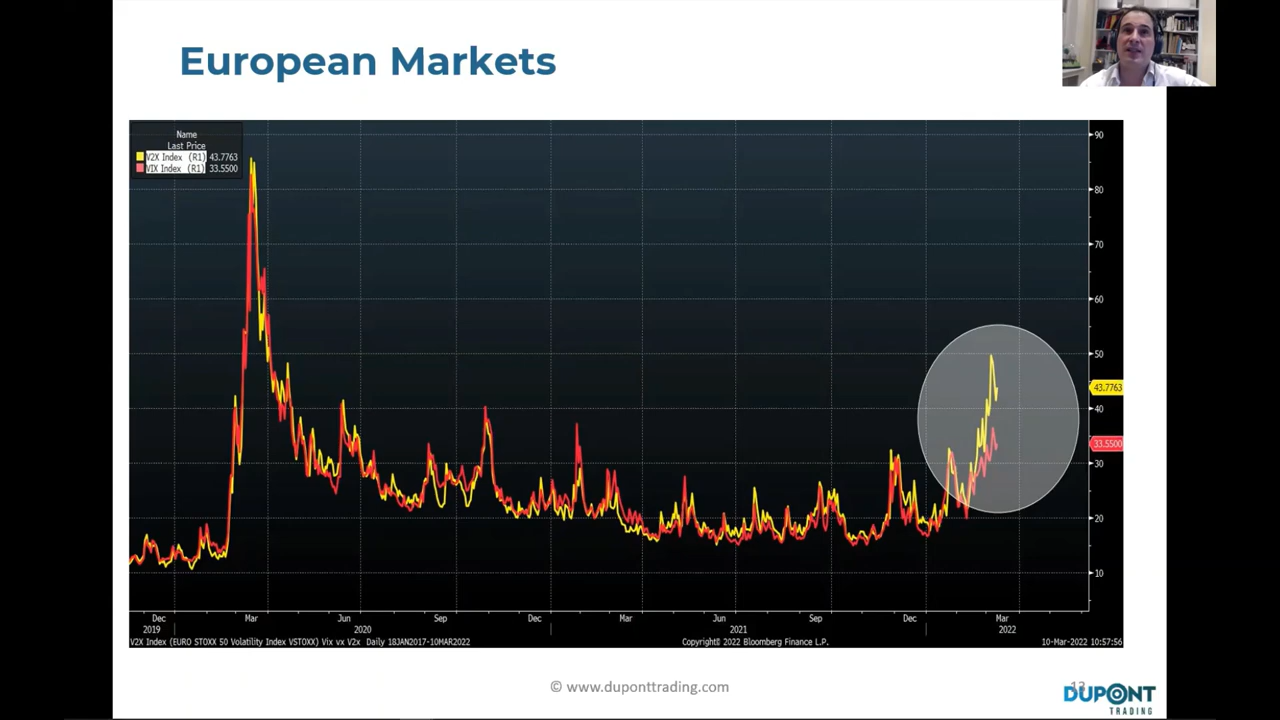 European Markets
Name
Last Price
V2X Index (R1) 43.7763
VIX Index (R1) 33.5500
90
80
70
60
50
43.7763
40
33.5500
30
20
10
Dec Mar Jun Sep Dec Mar Jun Sep Dec Mar
2019 2020 2021 2022
V2X Index (EURO STOXX 50 Volatility Index VSTOXX) Vix vs V2x Daily 18JAN2017-10MAR2022 Copyright© 2022 Bloomberg Finance L.P. 10-Mar-2022 10:57:56
© www.duponttrading.com
DUPONT
TRADING